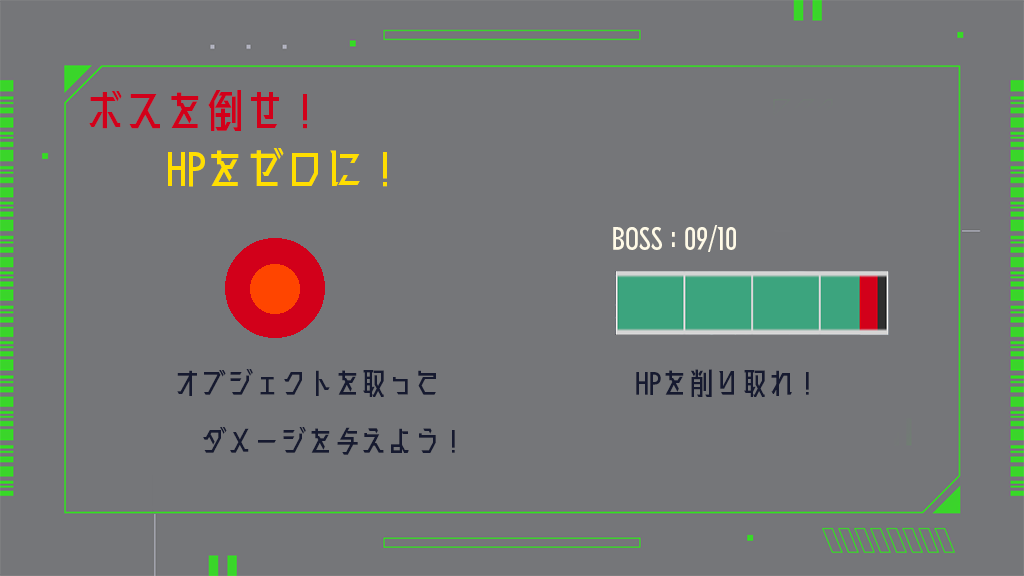 ボスを倒せ！
HPをゼロに！
BOSS : 09/10
オブジェクトを取って
ダメージを与えよう！
HPを削り取れ！